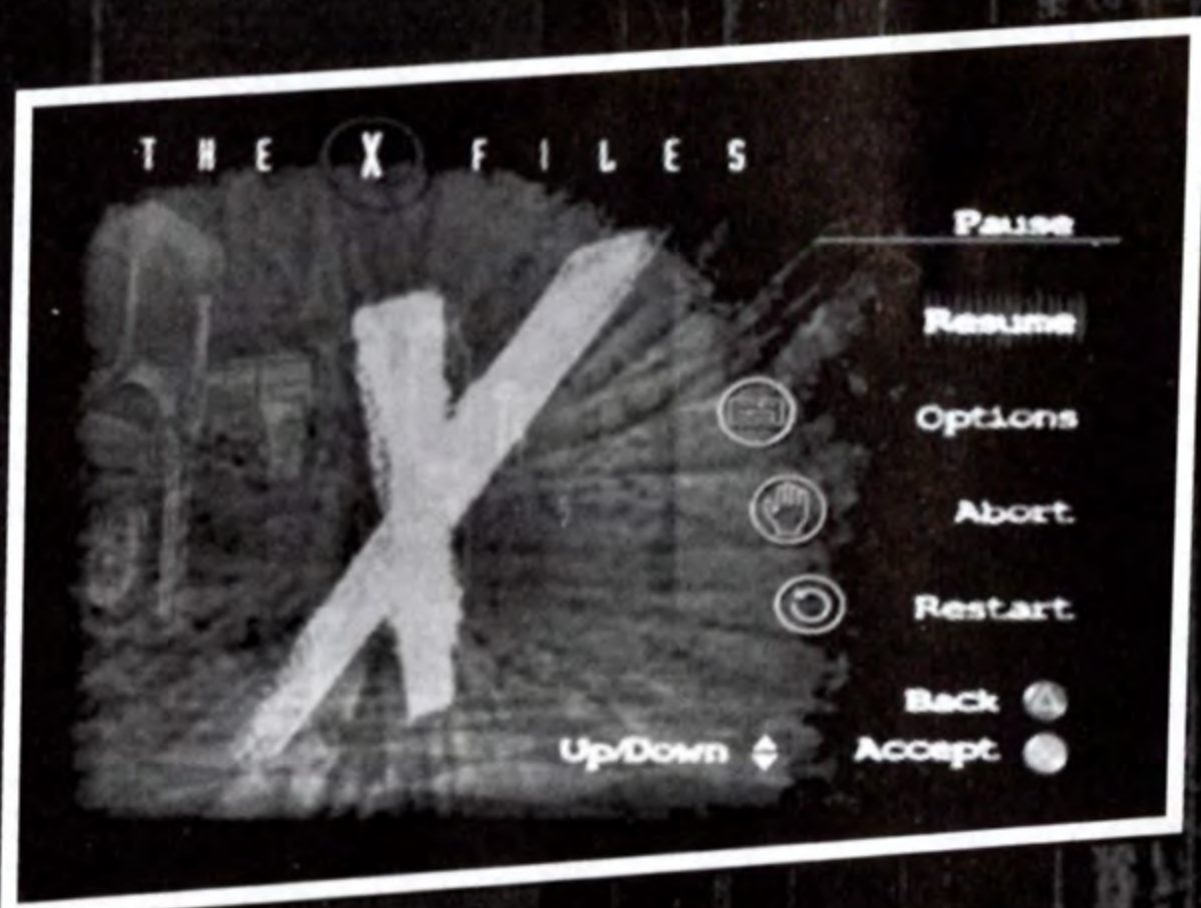 THE X FILES
Pause
Resume
Options
Abort
Restart
Back
Up/Down Accept